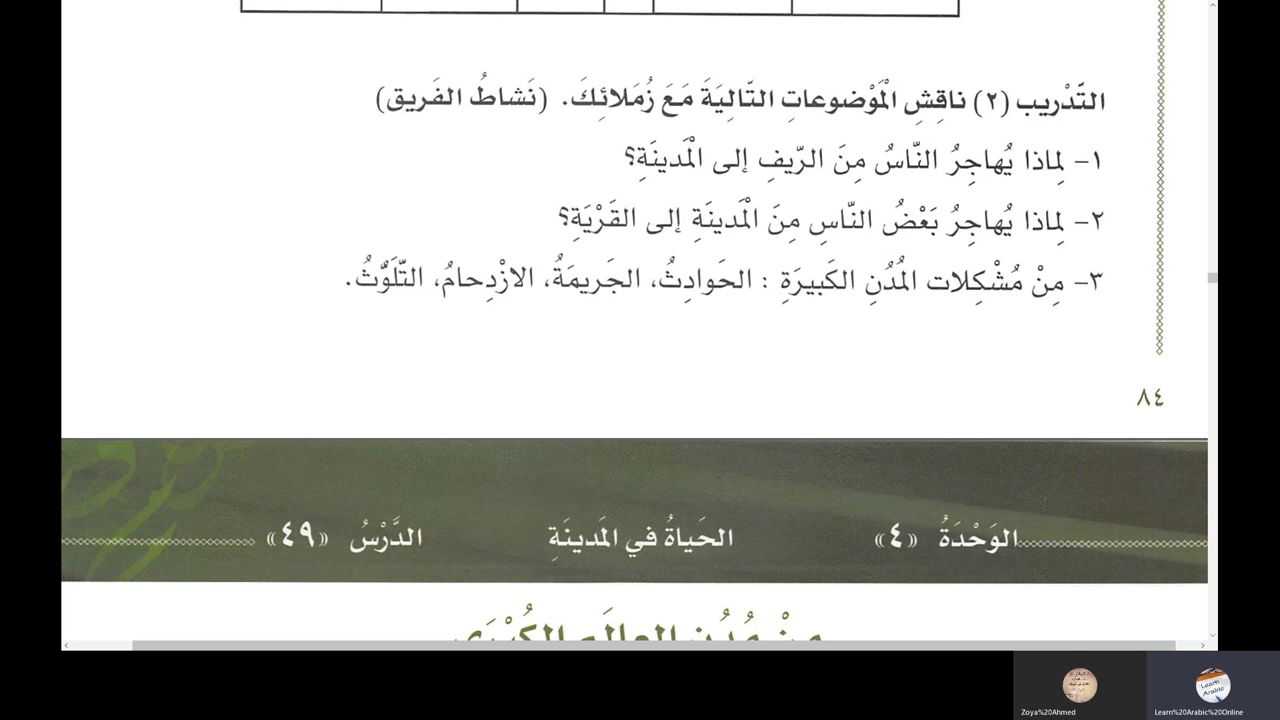 التَّدْريب (٢) ناقِشِ الْمَوْضوعاتِ التّالِيَةَ مَعَ زُمَلائِكَ. (نَشاطُ الفَريق)
١- لِماذا يُهاجِرُ النّاسُ مِنَ الرّيفِ إلى الْمَدينَةِ؟
٢- لِماذا يُهاجِرُ بَعْضُ النّاسِ مِنَ الْمَدينَةِ إلى القَرْيَةِ؟
٣- مِنْ مُشْكِلات الْمُدُنِ الكَبيرَةِ : الحَوادِثُ، الجَريمَةُ، الازْدِحامُ، التَّلَوُّثُ.
٨٤
الوَحْدَةُ «٤» الحَياةُ في المَدينَةِ الدَّرْسُ «٤٩»
مِنْ مُدُنِ العالَمِ الكُبْرَى
Zoya%20Ahmed
Learn%20Arabic%20Online